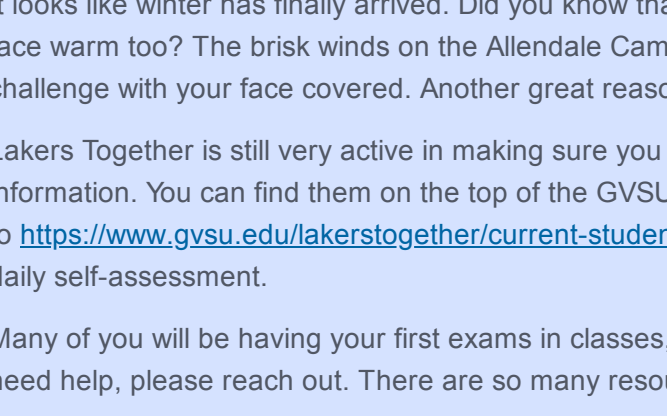 t looks like winter has finally arrived. Did you know tha
ace warm too? The brisk winds on the Allendale Cam
challenge with your face covered. Another great reaso
Lakers Together is still very active in making sure you
nformation. You can find them on the top of the GVSU
o https://www.gvsu.edu/lakerstogether/current-studen
daily self-assessment.
Many of you will be having your first exams in classes.
need help, please reach out. There are so many resou